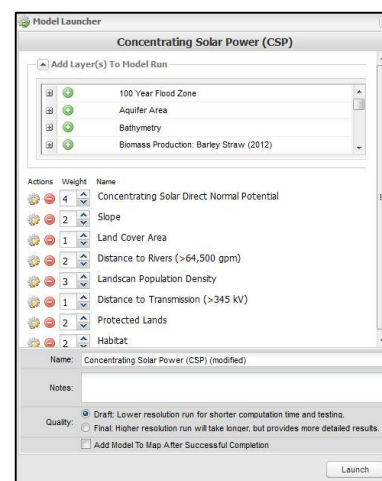 Model Launcher
Concentrating Solar Power (CSP)
Add Layer(s) To Model Run
100 Year Flood Zone
Aquifer Area
Bathymetry
Biomass Production: Barley Straw (2012)
Actions Weight Name
4 Concentrating Solar Direct Normal Potential
2 Slope
1 Land Cover Area
2 Distance to Rivers (>64,500 gpm)
3 Landscan Population Density
1 Distance to Transmission (>345 kV)
2 Protected Lands
2 Habitat
Name: Concentrating Solar Power (CSP) (modified)
Notes:
Quality: Draft: Lower resolution run for shorter computation time and testing.
Final: Higher resolution run will take longer, but provides more detailed results.
Add Model To Map After Successful Completion
Launch